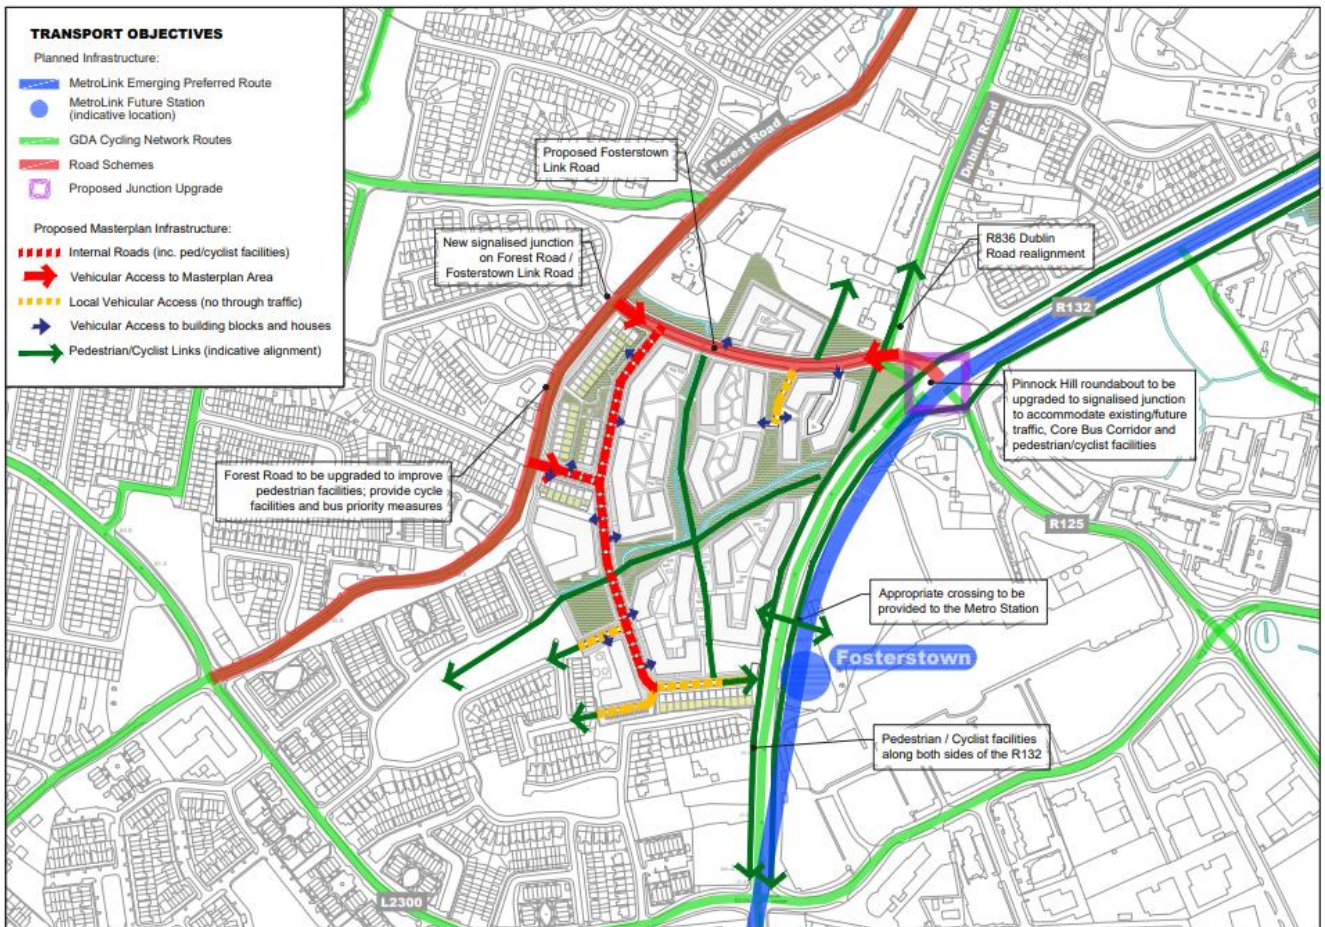 TRANSPORT OBJECTIVES
Planned Infrastructure:
MetroLink Emerging Preferred Route
MetroLink Future Station
(indicative location)
GDA Cycling Network Routes
Road Schemes
Proposed Junction Upgrade
Proposed Masterplan Infrastructure:
Internal Roads (inc. ped/cyclist facilities)
Vehicular Access to Masterplan Area
Local Vehicular Access (no through traffic)
Vehicular Access to building blocks and houses
Pedestrian/Cyclist Links (indicative alignment)
Forest Road
Dublin Road
Proposed Fosterstown
Link Road
New signalised junction
on Forest Road /
Fosterstown Link Road
R836 Dublin
Road realignment
R132
Pinnock Hill roundabout to be
upgraded to signalised junction
to accommodate existing/future
traffic, Core Bus Corridor and
pedestrian/cyclist facilities
Forest Road to be upgraded to improve
pedestrian facilities; provide cycle
facilities and bus priority measures
R125
Appropriate crossing to be
provided to the Metro Station
Fosterstown
Pedestrian / Cyclist facilities
along both sides of the R132
L2300